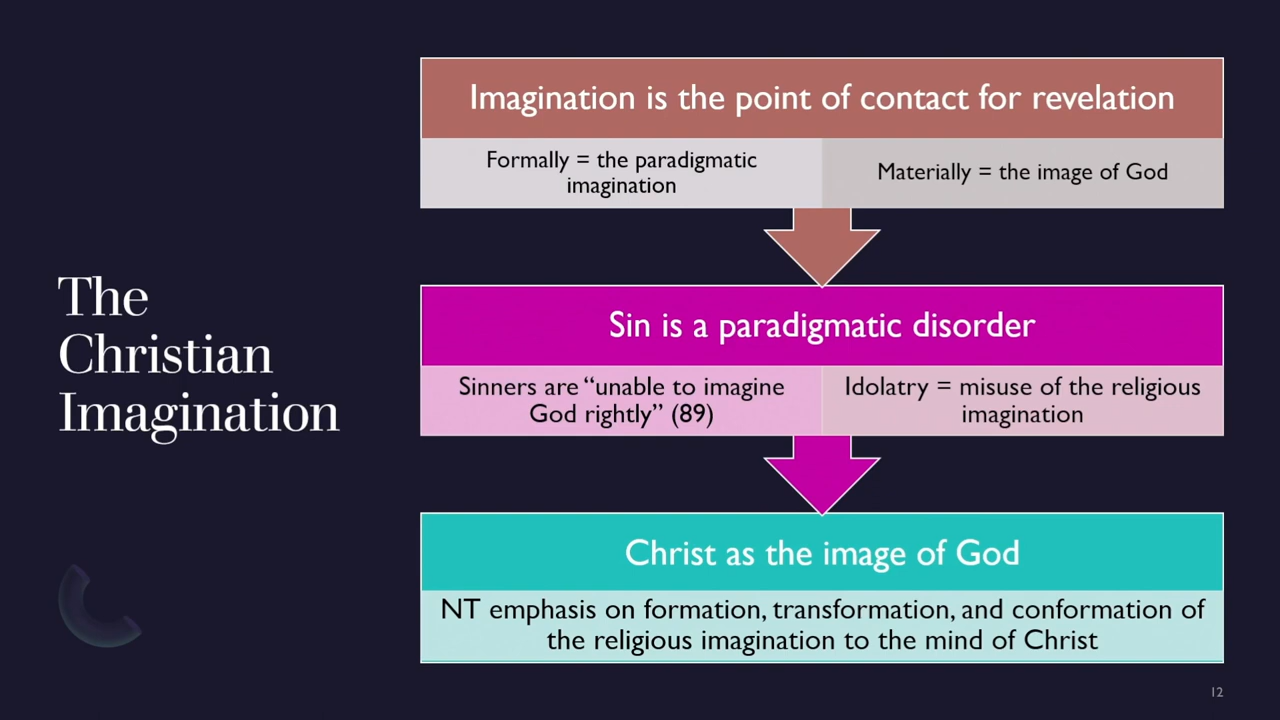 The
Christian
Imagination
Imagination is the point of contact for revelation
Formally = the paradigmatic
imagination
Materially = the image of God
Sin is a paradigmatic disorder
Sinners are “unable to imagine
God rightly” (89)
Idolatry = misuse of the religious
imagination
Christ as the image of God
NT emphasis on formation, transformation, and conformation of
the religious imagination to the mind of Christ
12